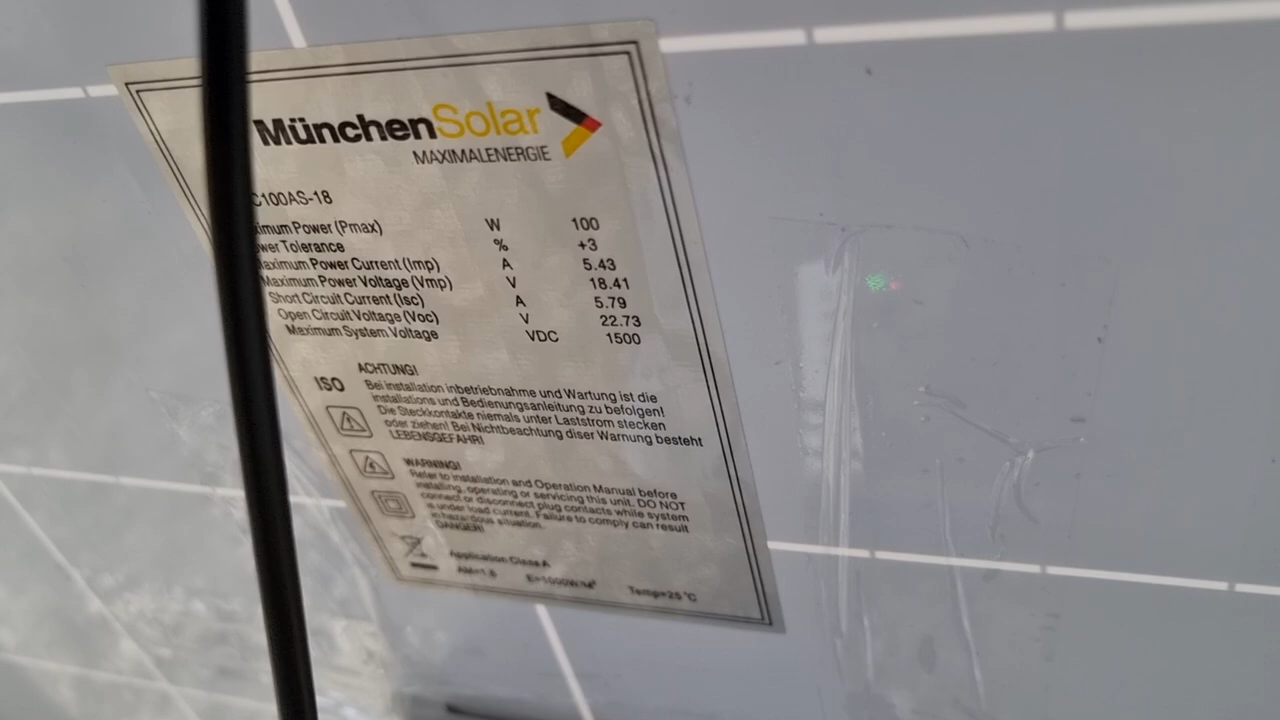 MünchenSolar
MAXIMALENERGIE
C100AS-18
ximum Power (Pmax) W 100
wer Tolerance % +3
aximum Power Current (Imp) A 5.43
Maximum Power Voltage (Vmp) V 18.41
Short Circuit Current (Isc) A 5.79
Open Circuit Voltage (Voc) V 22.73
Maximum System Voltage VDC 1500
ISO
ACHTUNG!
Bei installation inbetriebnahme und Wartung ist die
installations und Bedienungsanleitung zu befolgen!
Die Steckkontakte niemals unter Laststrom stecken
oder ziehen! Bei Nichtbeachtung diser Warnung besteht
LEBENSGEFAHR!
WARNING!
Refer to installation and Operation Manual before
installing, operating or servicing this unit. DO NOT
connect or disconnect plug contacts while system
is under load current. Failure to comply can result
in hazardous situation.
DANGER!
Application Class A
AM=1.5 E=1000W/M² Temp=25°C